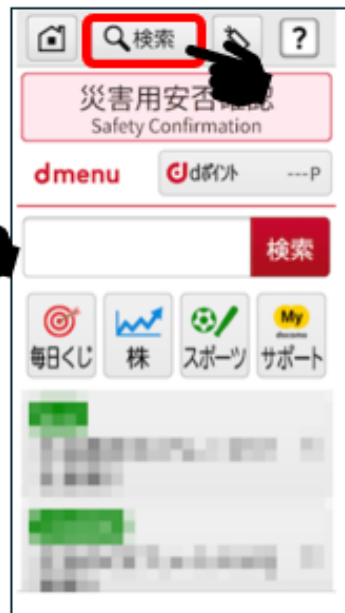 検索
?
災害用安否確認
Safety Confirmation
dmenu
dポイント ---P
検索
My
docomo
毎日くじ
株
スポーツ
サポート